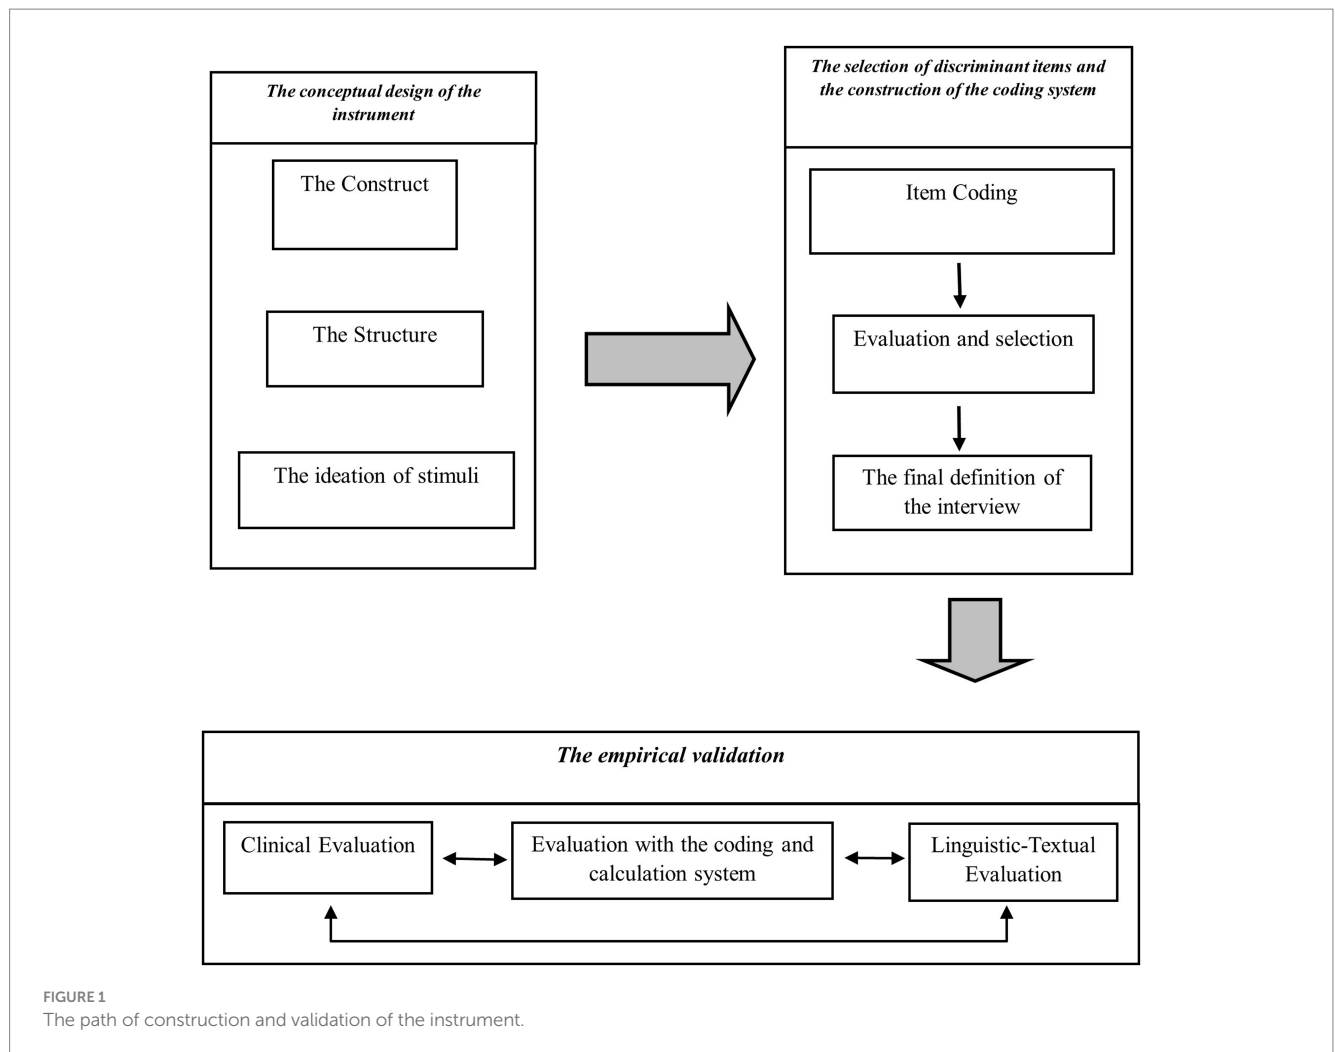 The conceptual design of the
instrument
The Construct
The Structure
The ideation of stimuli
The selection of discriminant items and
the construction of the coding system
Item Coding
Evaluation and selection
The final definition of
the interview
The empirical validation
Clinical Evaluation
Evaluation with the coding and
calculation system
Linguistic-Textual
Evaluation
FIGURE 1
The path of construction and validation of the instrument.